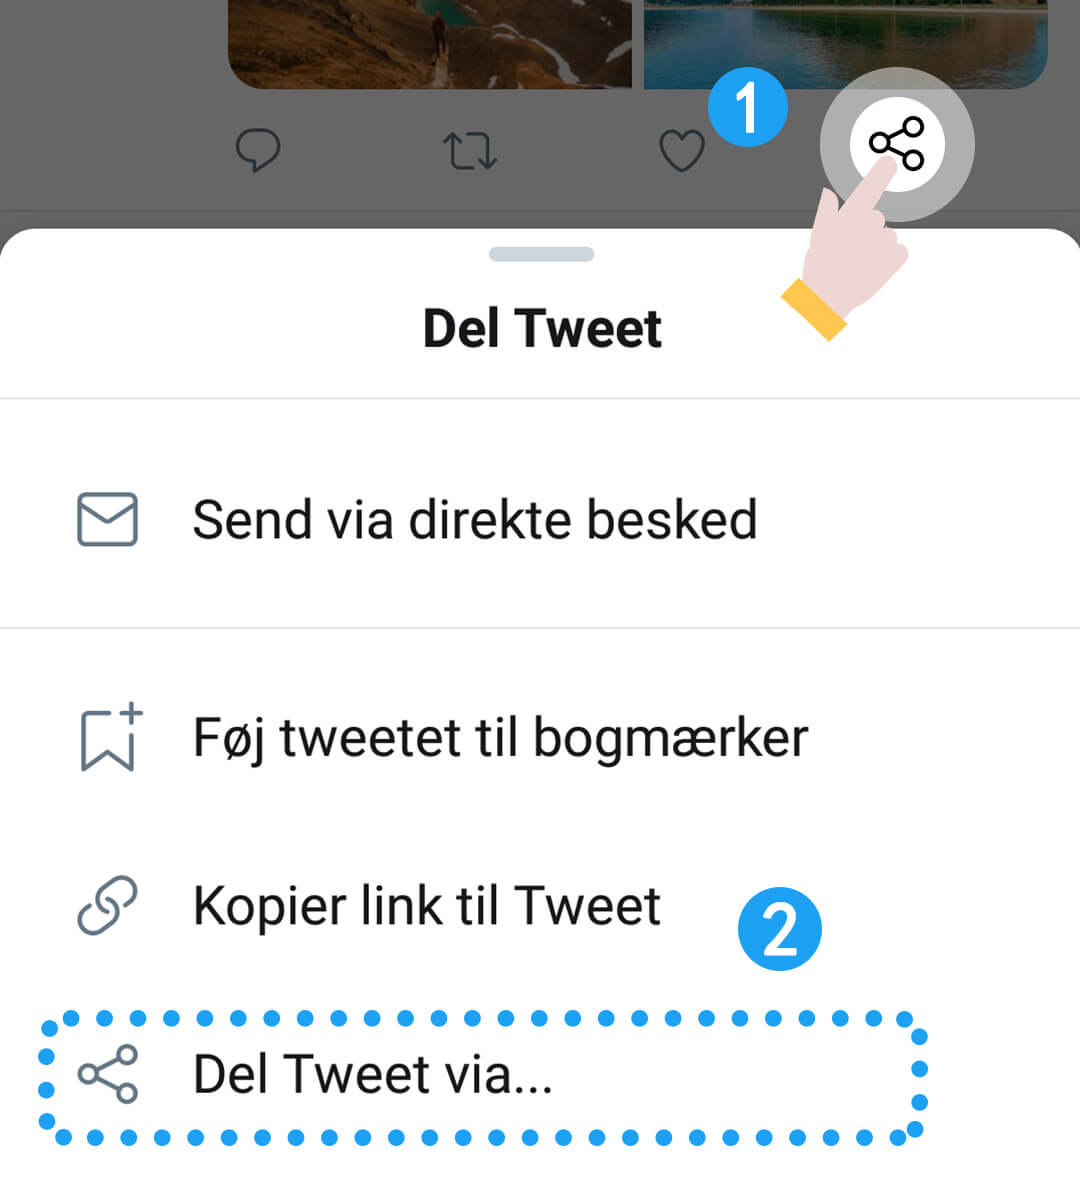 1
Del Tweet
Send via direkte besked
Føj tweetet til bogmærker
Kopier link til Tweet
2
Del Tweet via...